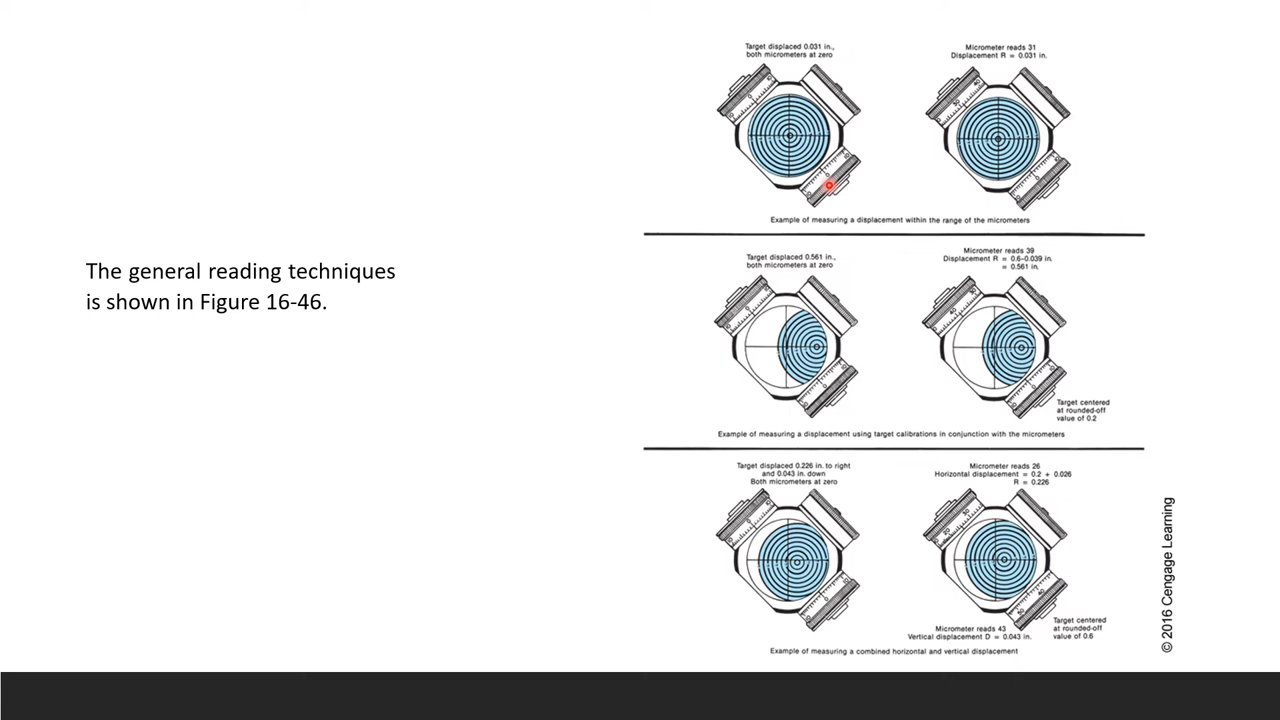 The general reading techniques
is shown in Figure 16-46.
Target displaced 0.031 in.,
both micrometers at zero
Micrometer reads 31
Displacement R = 0.031 in.
Example of measuring a displacement within the range of the micrometers
Target displaced 0.561 in.,
both micrometers at zero
Micrometer reads 39
Displacement R = 0.6-0.039 in.
= 0.561 in.
Target centered
at rounded-off
value of 0.2
Example of measuring a displacement using target calibrations in conjunction with the micrometers
Target displaced 0.226 in. to right
and 0.043 in. down
Both micrometers at zero
Micrometer reads 26
Horizontal displacement = 0.2 + 0.026
R = 0.226
Micrometer reads 43
Vertical displacement D = 0.043 in.
Target centered
at rounded-off
value of 0.6
Example of measuring a combined horizontal and vertical displacement
© 2016 Cengage Learning